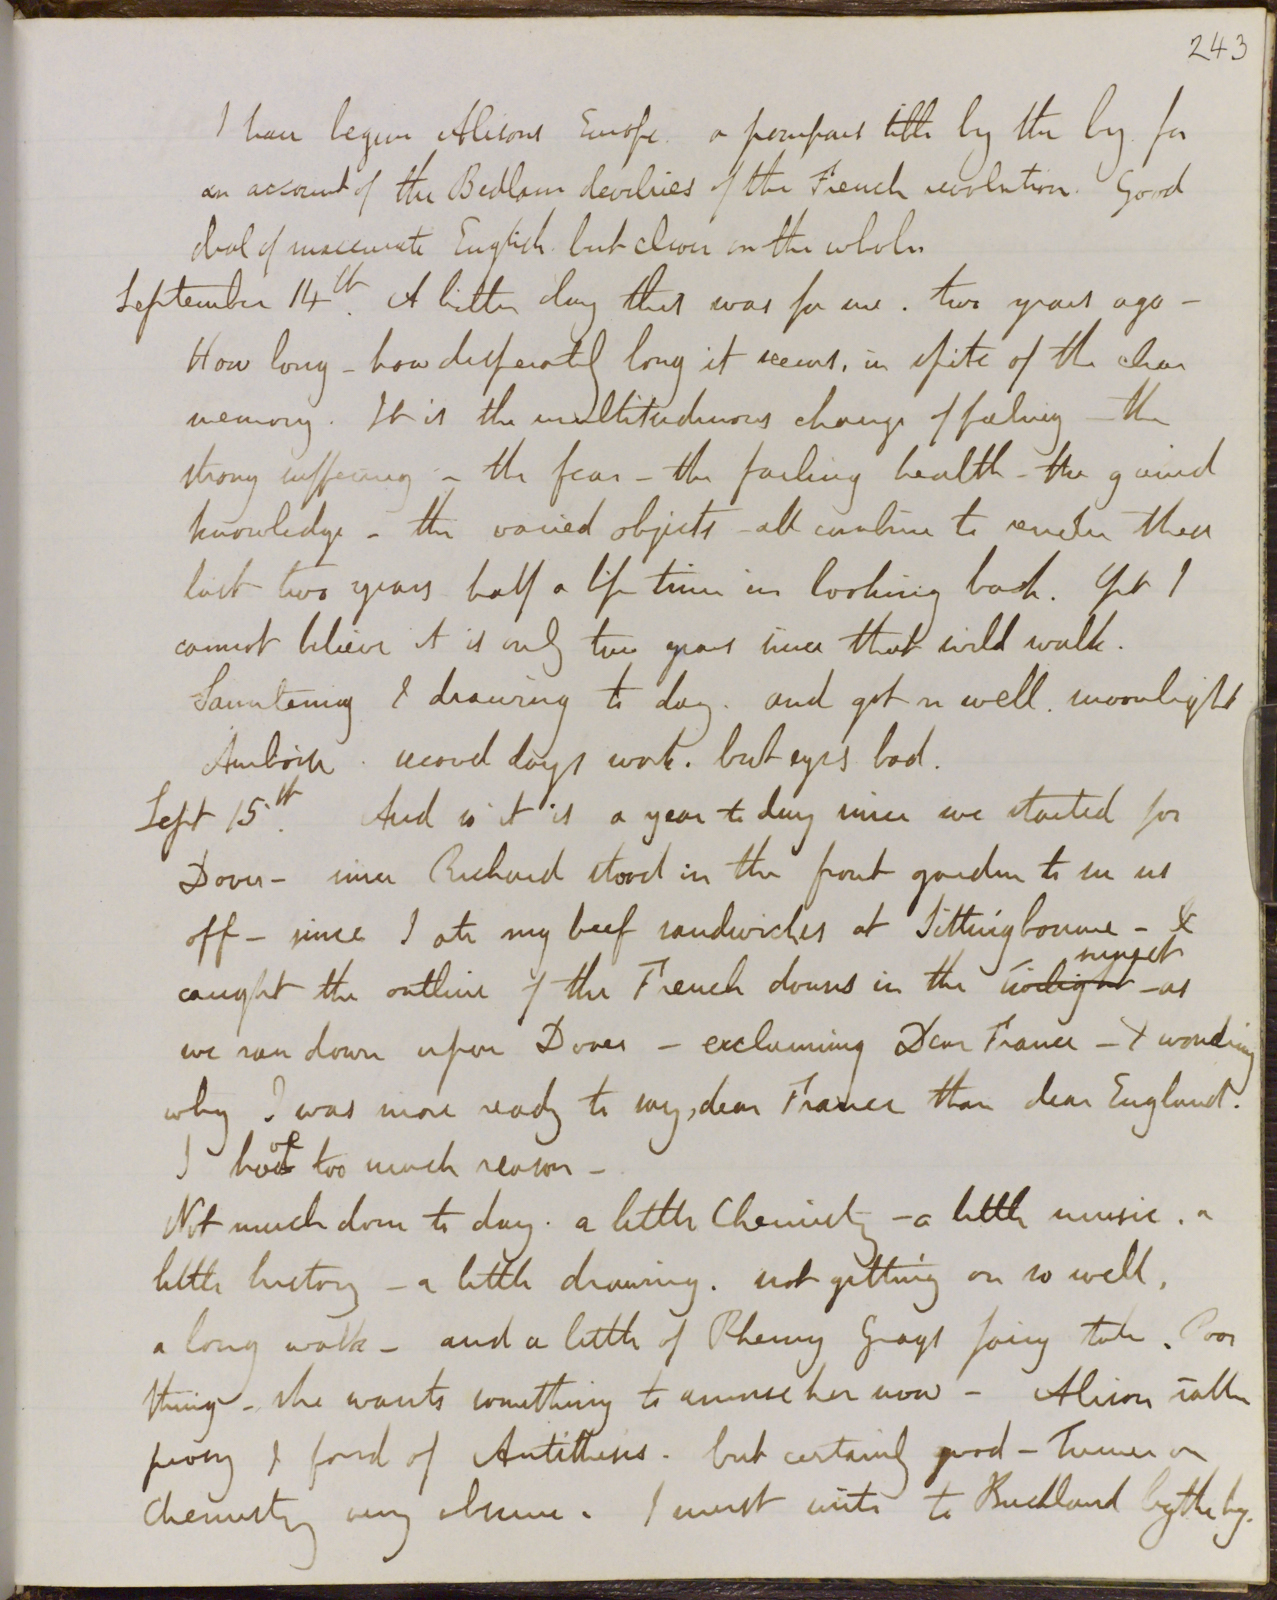 243
I have begun Alisons Europe. a pompous title by the by. for
an account of the Bedlam devilries of the French revolution. Good
deal of inaccurate English. but clever on the whole.
September 14th. A bitter day this was for me. two years ago -
How long - how desperately long it seems, in spite of the clear
memory. It is the multitudinous change of feeling - the
strong suffering - the fear - the failing health - the gained
knowledge - the varied objects - all combine to render these
last two years half a life time in looking back. Yet I
cannot believe it is only two years since that wild walk.
Sauntering & drawing to day. and got on well. moonlight
Amboise. second days work. but eyes bad.
Sept 15th. And so it is a year to day since we started for
Dover - since Richard stood in the front garden to see us
off - since I ate my beef sandwiches at Sittingbourne - &
caught the outline of the French downs in the twilight sunset - as
we ran down upon Dover - exclaiming Dear France - & wondering
why I was more ready to say, dear France than dear England.
I had of too much reason -
Not much done to day. a little Chemistry - a little music. a
little history - a little drawing. not getting on so well,
a long walk - and a little of Phemy Grays fairy tale. Poor
thing - she wants something to amuse her now - Alison rather
prosy & fond of Antithesis. but certainly good - Turner on
Chemistry very obscure. I must write to Buckland by the by.